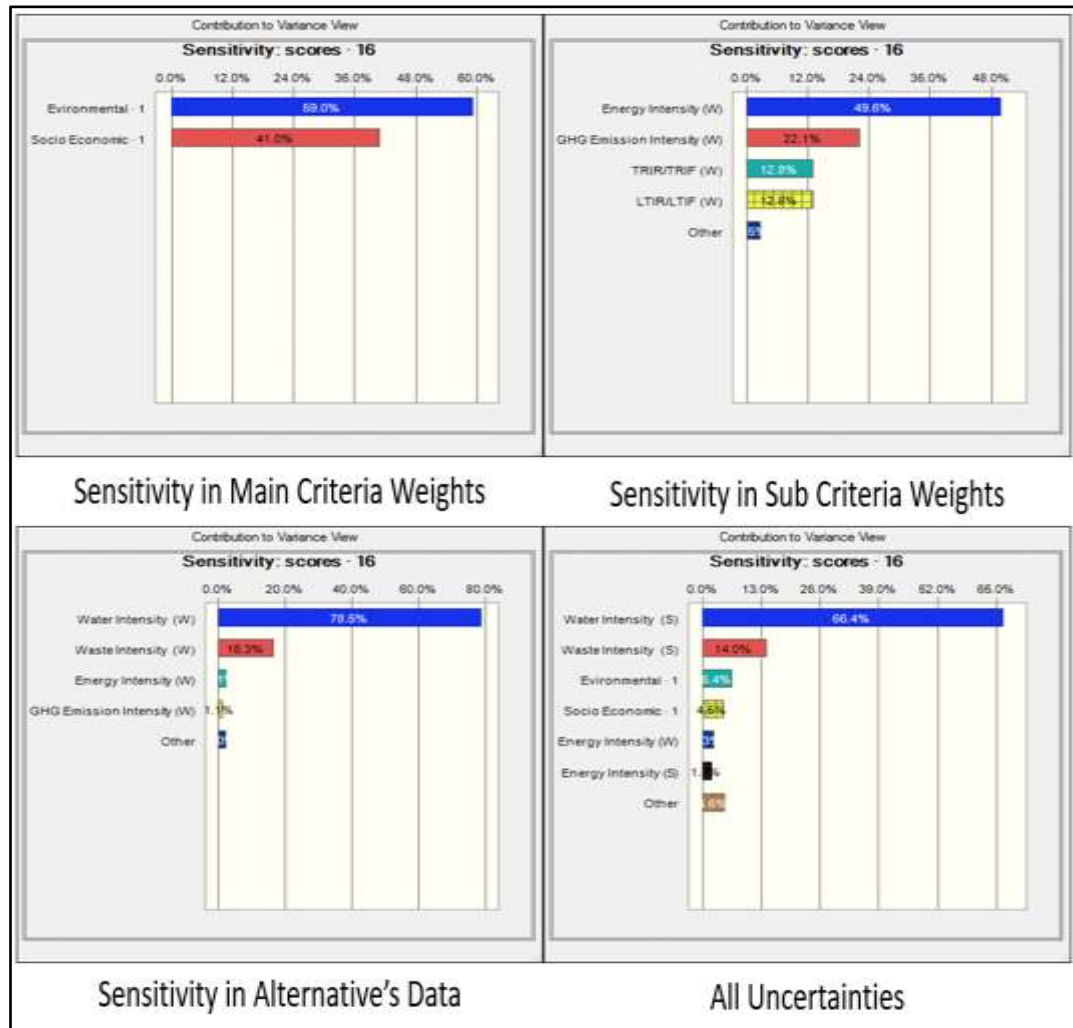 Contribution to Variance View
Sensitivity: scores - 16
0.0% 12.0% 24.0% 36.0% 48.0% 60.0%
Evironmental - 1 59.0%
Socio Economic - 1 41.0%
Contribution to Variance View
Sensitivity: scores - 16
0.0% 12.0% 24.0% 36.0% 48.0%
Energy Intensity (W) 49.6%
GHG Emission Intensity (W) 22.1%
TRIR/TRIF (W) 12.8%
LTIR/LTIF (W) 12.8%
Other
Sensitivity in Main Criteria Weights
Sensitivity in Sub Criteria Weights
Contribution to Variance View
Sensitivity: scores - 16
0.0% 20.0% 40.0% 60.0% 80.0%
Water Intensity (W) 78.5%
Waste Intensity (W) 16.3%
Energy Intensity (W)
GHG Emission Intensity (W) 1.1%
Other
Contribution to Variance View
Sensitivity: scores - 16
0.0% 13.0% 26.0% 39.0% 52.0% 65.0%
Water Intensity (S) 66.4%
Waste Intensity (S) 14.0%
Evironmental - 1 6.4%
Socio Economic - 1 4.6%
Energy Intensity (W)
Energy Intensity (S)
Other
Sensitivity in Alternative's Data
All Uncertainties